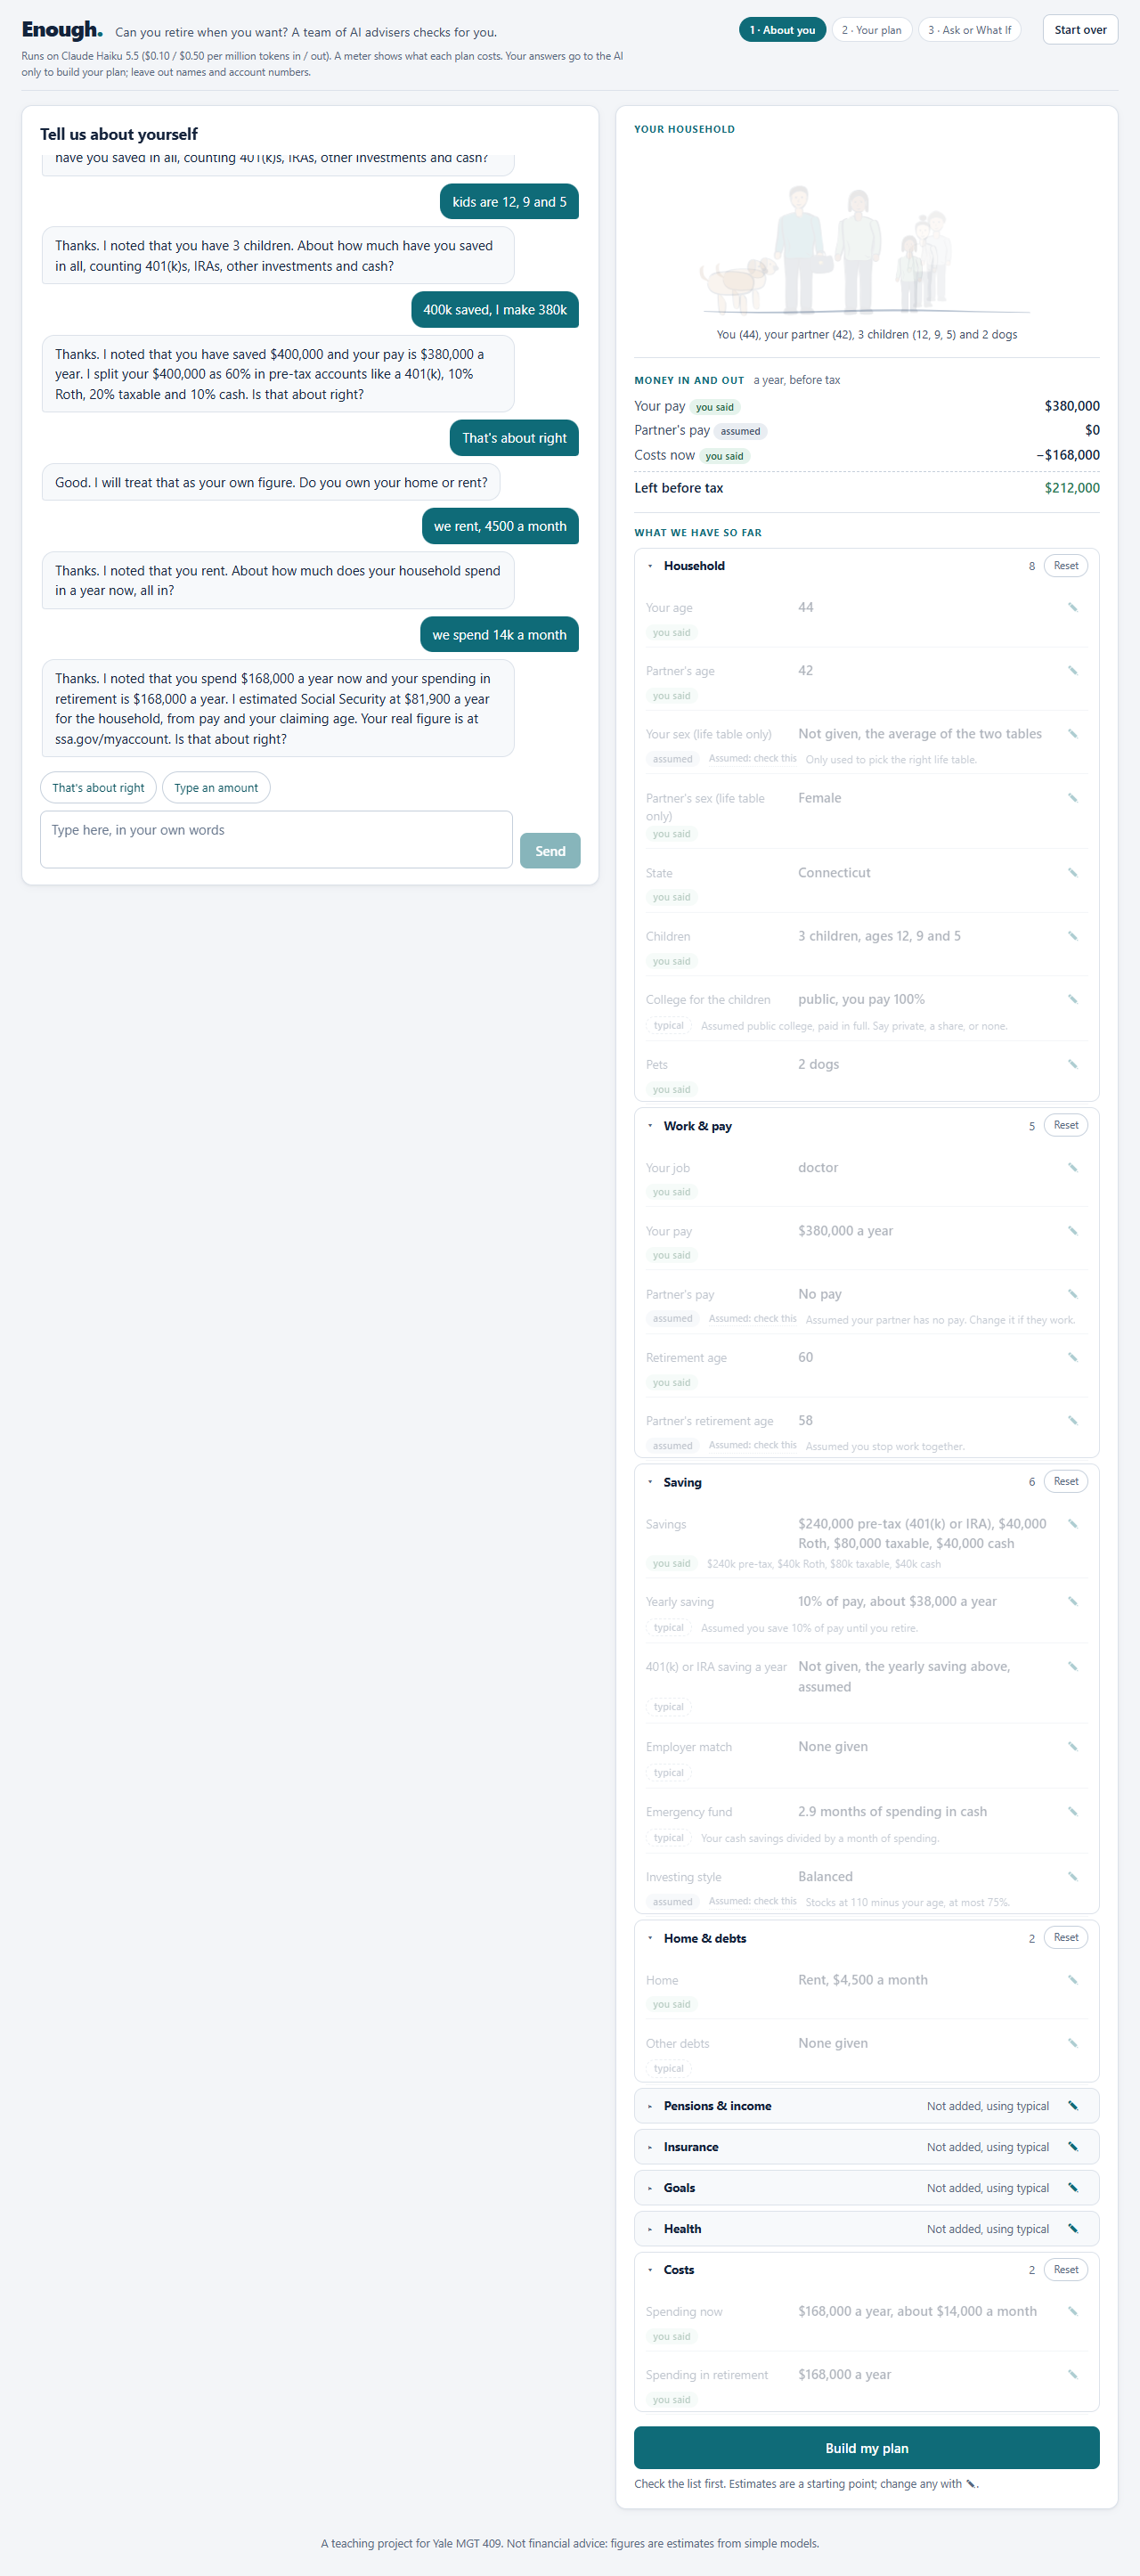 Enough. Can you retire when you want? A team of AI advisers checks for you.
1 · About you
2 · Your plan
3 · Ask or What If
Start over
Runs on Claude Haiku 5.5 ($0.10 / $0.50 per million tokens in / out). A meter shows what each plan costs. Your answers go to the AI
only to build your plan; leave out names and account numbers.
Tell us about yourself
have you saved in all, counting 401(k)s, IRAs, other investments and cash?
kids are 12, 9 and 5
Thanks. I noted that you have 3 children. About how much have you saved
in all, counting 401(k)s, IRAs, other investments and cash?
400k saved, I make 380k
Thanks. I noted that you have saved $400,000 and your pay is $380,000 a
year. I split your $400,000 as 60% in pre-tax accounts like a 401(k), 10%
Roth, 20% taxable and 10% cash. Is that about right?
That's about right
Good. I will treat that as your own figure. Do you own your home or rent?
we rent, 4500 a month
Thanks. I noted that you rent. About how much does your household spend
in a year now, all in?
we spend 14k a month
Thanks. I noted that you spend $168,000 a year now and your spending in
retirement is $168,000 a year. I estimated Social Security at $81,900 a year
for the household, from pay and your claiming age. Your real figure is at
ssa.gov/myaccount. Is that about right?
That's about right
Type an amount
Type here, in your own words
Send
YOUR HOUSEHOLD
You (44), your partner (42), 3 children (12, 9, 5) and 2 dogs
MONEY IN AND OUT a year, before tax
Your pay you said $380,000
Partner's pay assumed $0
Costs now you said −$168,000
Left before tax $212,000
WHAT WE HAVE SO FAR
Household 8 Reset
Your age 44
you said
Partner's age 42
you said
Your sex (life table only) Not given, the average of the two tables
assumed Assumed: check this Only used to pick the right life table.
Partner's sex (life table Female
only)
you said
State Connecticut
you said
Children 3 children, ages 12, 9 and 5
you said
College for the children public, you pay 100%
typical Assumed public college, paid in full. Say private, a share, or none.
Pets 2 dogs
you said
Work & pay 5 Reset
Your job doctor
you said
Your pay $380,000 a year
you said
Partner's pay No pay
assumed Assumed: check this Assumed your partner has no pay. Change it if they work.
Retirement age 60
you said
Partner's retirement age 58
assumed Assumed: check this Assumed you stop work together.
Saving 6 Reset
Savings $240,000 pre-tax (401(k) or IRA), $40,000
Roth, $80,000 taxable, $40,000 cash
you said $240k pre-tax, $40k Roth, $80k taxable, $40k cash
Yearly saving 10% of pay, about $38,000 a year
typical Assumed you save 10% of pay until you retire.
401(k) or IRA saving a year Not given, the yearly saving above,
assumed
typical
Employer match None given
typical
Emergency fund 2.9 months of spending in cash
typical Your cash savings divided by a month of spending.
Investing style Balanced
assumed Assumed: check this Stocks at 110 minus your age, at most 75%.
Home & debts 2 Reset
Home Rent, $4,500 a month
you said
Other debts None given
typical
Pensions & income Not added, using typical
Insurance Not added, using typical
Goals Not added, using typical
Health Not added, using typical
Costs 2 Reset
Spending now $168,000 a year, about $14,000 a month
you said
Spending in retirement $168,000 a year
you said
Build my plan
Check the list first. Estimates are a starting point; change any with ✎.
A teaching project for Yale MGT 409. Not financial advice: figures are estimates from simple models.